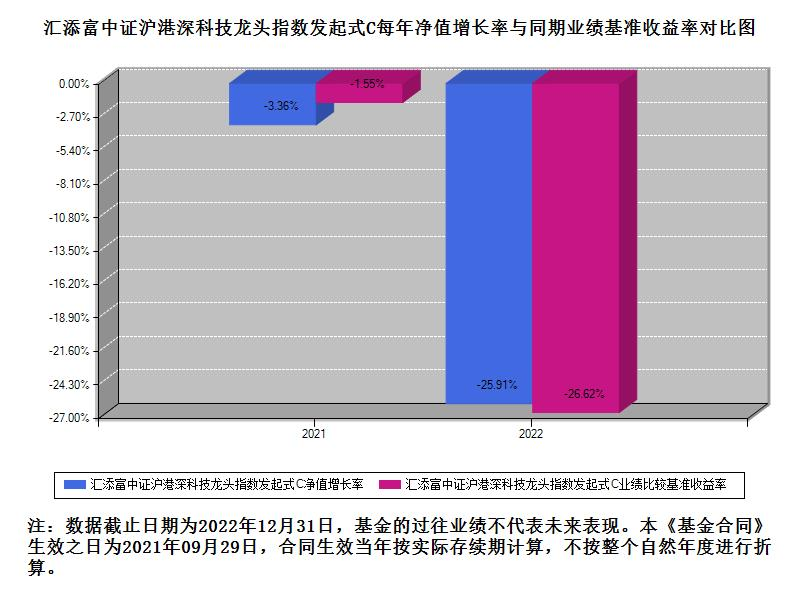 汇添富中证沪港深科技龙头指数发起式C每年净值增长率与同期业绩基准收益率对比图
0.00%
-2.70%
-5.40%
-8.10%
-10.80%
-13.50%
-16.20%
-18.90%
-21.60%
-24.30%
-27.00%
-3.36%
-1.55%
-25.91%
-26.62%
2021
2022
汇添富中证沪港深科技龙头指数发起式C净值增长率
汇添富中证沪港深科技龙头指数发起式C业绩比较基准收益率
注：数据截止日期为2022年12月31日，基金的过往业绩不代表未来表现。本《基金合同》
生效之日为2021年09月29日，合同生效当年按实际存续期计算，不按整个自然年度进行折
算。